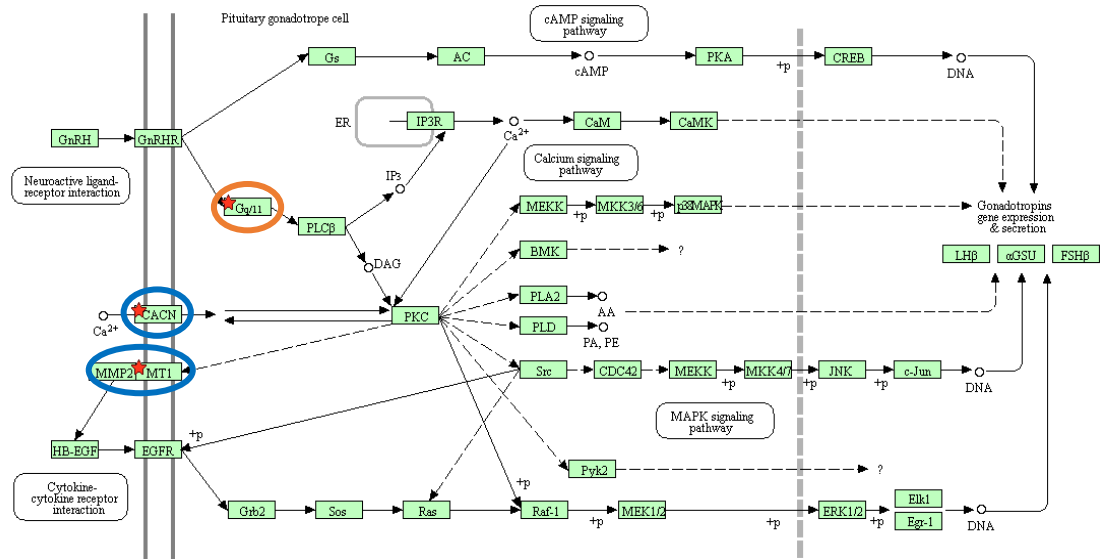 Pituitary gonadotrope cell
cAMP signaling
pathway
Gs
AC
cAMP
PKA
+p
CREB
DNA
ER
IP3R
Ca2+
CaM
CaMK
GnRH
GnRHR
Calcium signaling
pathway
Neuroactive ligand-
receptor interaction
IP3
Gq/11
PLCβ
MEKK
+p
MKK3/6
+p
p38MAPK
Gonadotropins
gene expression
& secretion
BMK
?
LHβ
αGSU
FSHβ
DAG
PLA2
AA
Ca2+
CACN
PKC
PLD
PA, PE
MMP2
MT1
Src
CDC42
MEKK
+p
MKK4/7
+p
JNK
+p
c-Jun
DNA
MAPK signaling
pathway
HB-EGF
EGFR
+p
Pyk2
?
Cytokine-
cytokine receptor
interaction
Grb2
Sos
Ras
+p
Raf-1
+p
MEK1/2
+p
ERK1/2
+p
Elk1
Egr-1
DNA